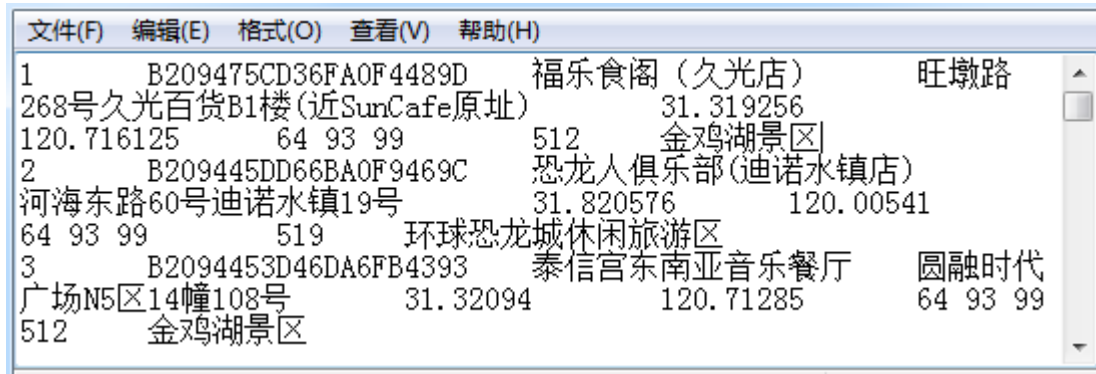 文件(F) 编辑(E) 格式(O) 查看(V) 帮助(H)
1 B209475CD36FA0F4489D 福乐食阁（久光店） 旺墩路
268号久光百货B1楼(近SunCafe原址) 31.319256
120.716125 64 93 99 512 金鸡湖景区
2 B209445DD66BA0F9469C 恐龙人俱乐部(迪诺水镇店)
河海东路60号迪诺水镇19号 31.820576 120.00541
64 93 99 519 环球恐龙城休闲旅游区
3 B2094453D46DA6FB4393 泰信宫东南亚音乐餐厅 圆融时代
广场N5区14幢108号 31.32094 120.71285 64 93 99
512 金鸡湖景区